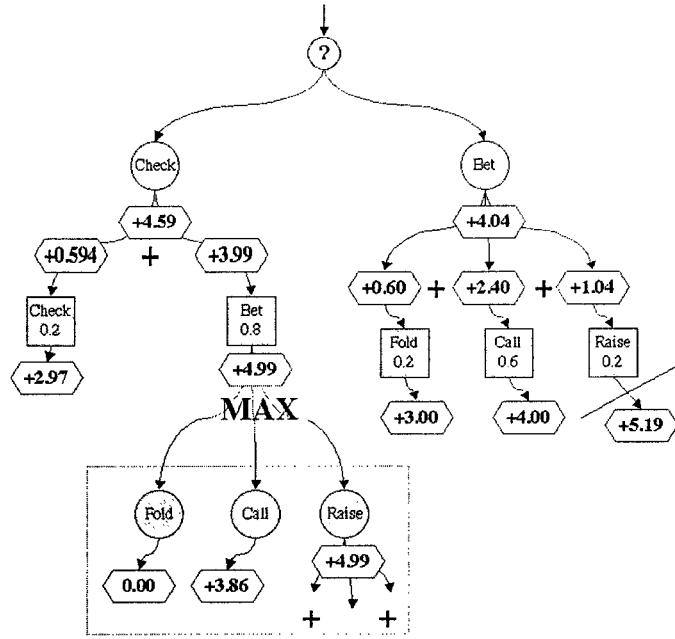 ?
Check
Bet
+4.59
+4.04
+0.594
+
+3.99
+0.60
+
+2.40
+
+1.04
Check
0.2
Bet
0.8
Fold
0.2
Call
0.6
Raise
0.2
+2.97
+4.99
+3.00
+4.00
+5.19
MAX
Fold
Call
Raise
0.00
+3.86
+4.99
+
+